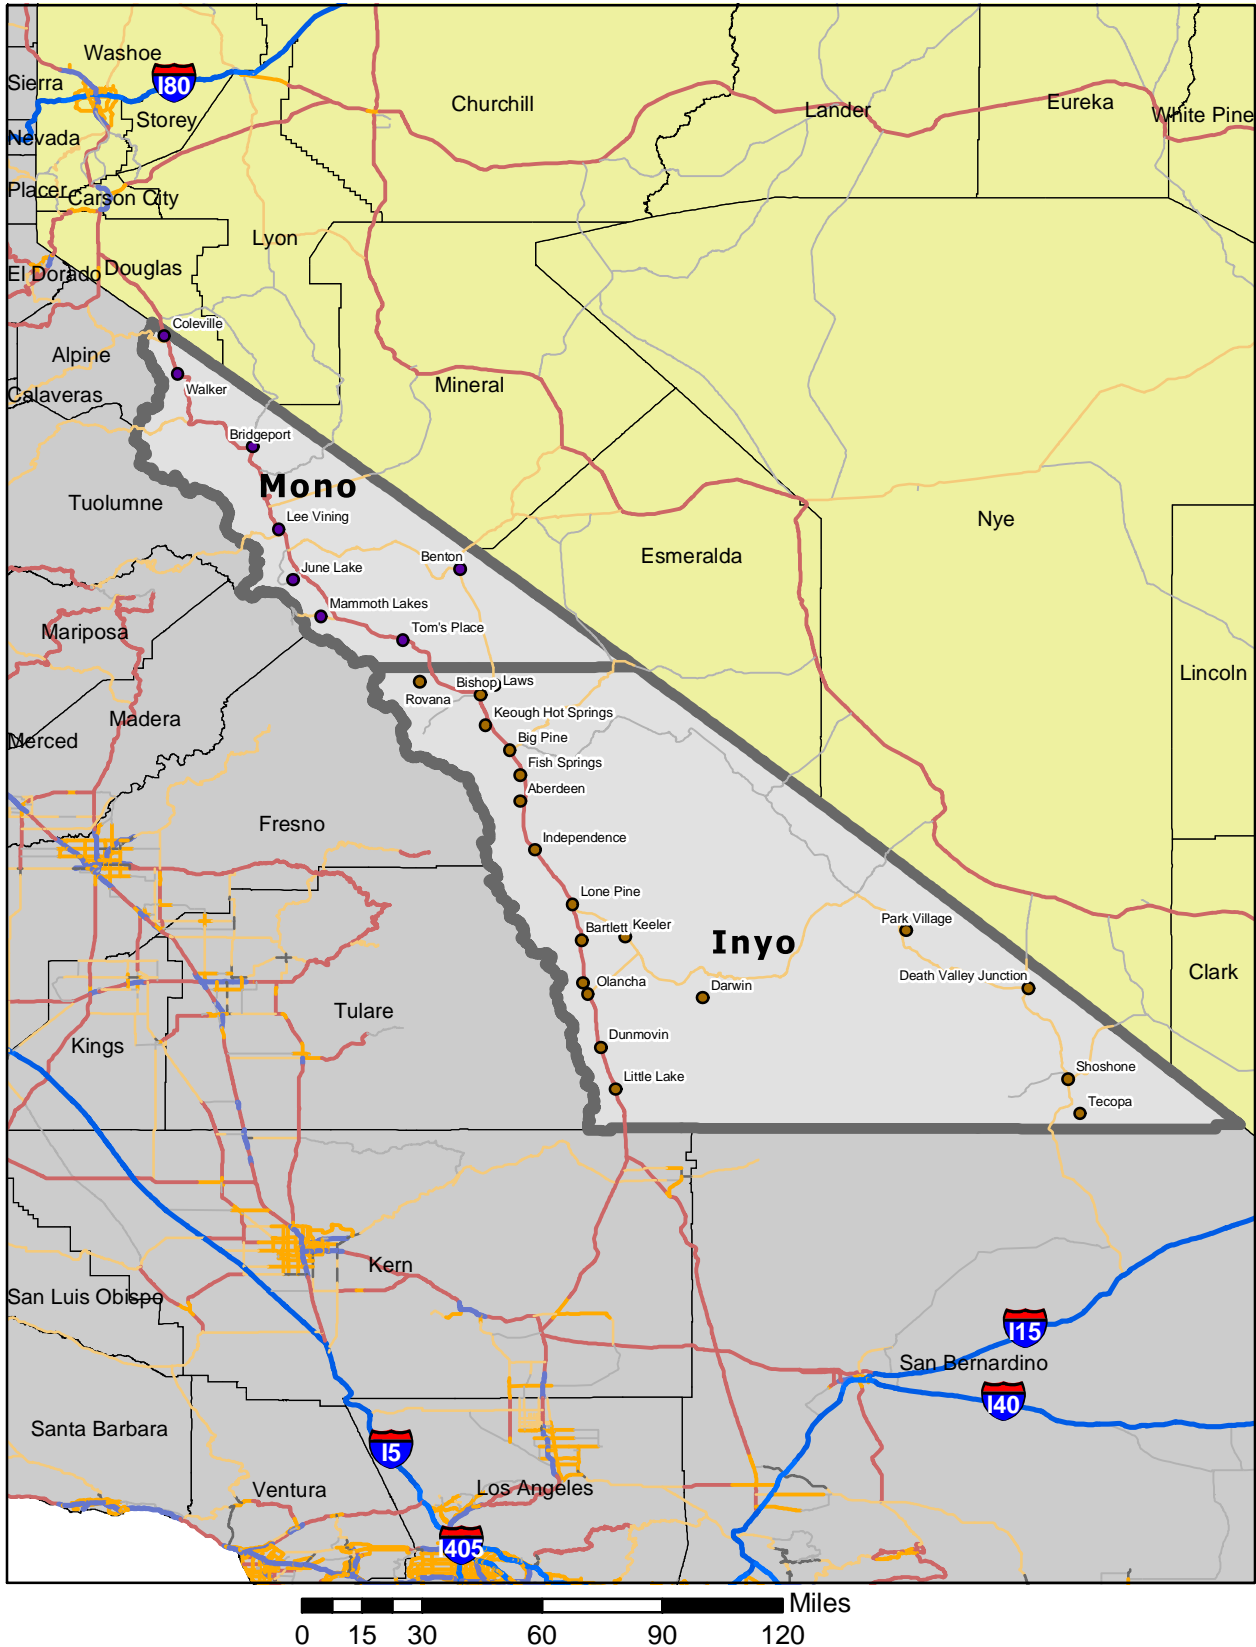 Washoe
Sierra
I80
Storey
Churchill
Lander
Eureka
White Pine
Nevada
Placer
Carson City
Lyon
El Dorado
Douglas
Coleville
Alpine
Walker
Calaveras
Mineral
Bridgeport
Mono
Tuolumne
Lee Vining
Nye
Benton
Esmeralda
June Lake
Mammoth Lakes
Tom's Place
Mariposa
Lincoln
Bishop
Laws
Rovana
Madera
Keough Hot Springs
Merced
Big Pine
Fish Springs
Aberdeen
Fresno
Independence
Lone Pine
Park Village
Bartlett
Keeler
Inyo
Clark
Death Valley Junction
Olancha
Darwin
Tulare
Kings
Dunmovin
Shoshone
Little Lake
Tecopa
Kern
San Luis Obispo
I15
San Bernardino
I40
Santa Barbara
I5
Ventura
Los Angeles
I405
Miles
0 15 30 60 90 120